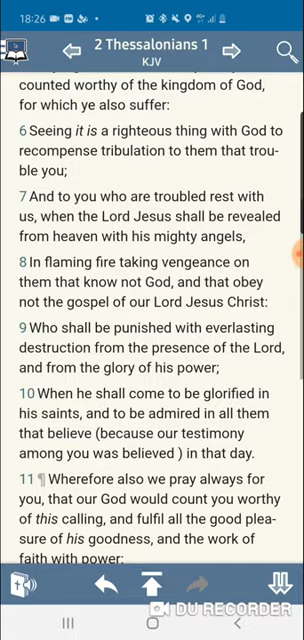 18:26
2 Thessalonians 1
KJV
counted worthy of the kingdom of God,
for which ye also suffer:
6 Seeing it is a righteous thing with God to
recompense tribulation to them that trou-
ble you;
7 And to you who are troubled rest with
us, when the Lord Jesus shall be revealed
from heaven with his mighty angels,
8 In flaming fire taking vengeance on
them that know not God, and that obey
not the gospel of our Lord Jesus Christ:
9 Who shall be punished with everlasting
destruction from the presence of the Lord,
and from the glory of his power;
10 When he shall come to be glorified in
his saints, and to be admired in all them
that believe (because our testimony
among you was believed ) in that day.
11 ¶ Wherefore also we pray always for
you, that our God would count you worthy
of this calling, and fulfil all the good plea-
sure of his goodness, and the work of
faith with power:
DU RECORDER